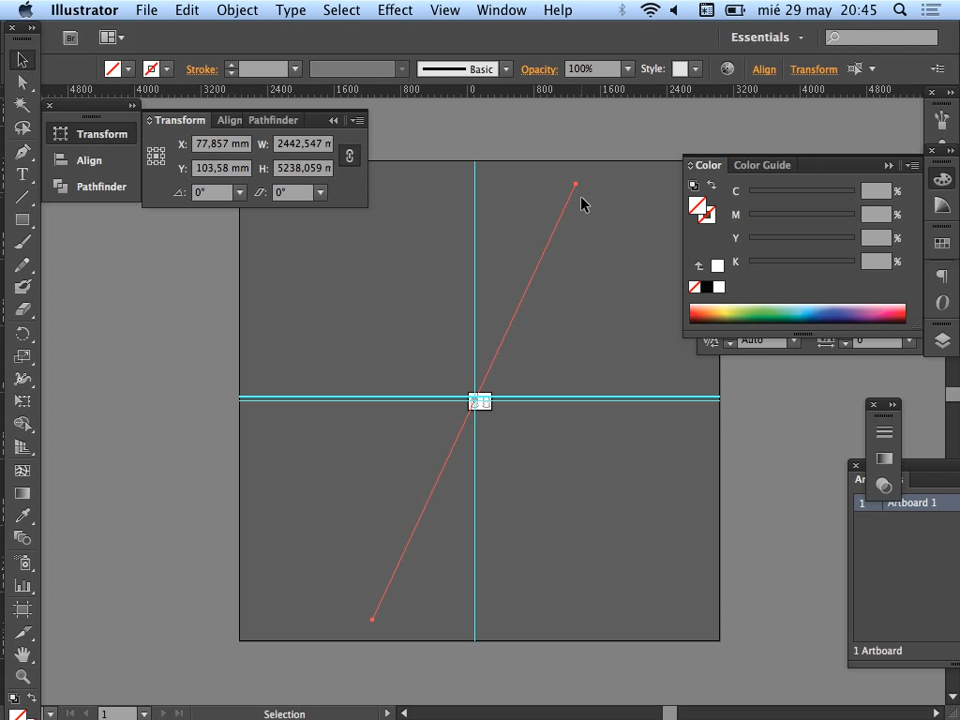 Illustrator File Edit Object Type Select Effect View Window Help mié 29 may 20:45
Br Essentials
Stroke: Basic Opacity: 100% Style: Align Transform
4800 3200 2400 1600 800 0 800 1600 2400 3200 4000 4800
Transform Align Pathfinder
Transform
Align
Pathfinder
X: 77,857 mm W: 2442,547 m
Y: 103,58 mm H: 5238,059 m
0° 0°
Color Color Guide
C %
M %
Y %
K %
Auto 0
1 Artboard 1
1 Artboard
1 Selection